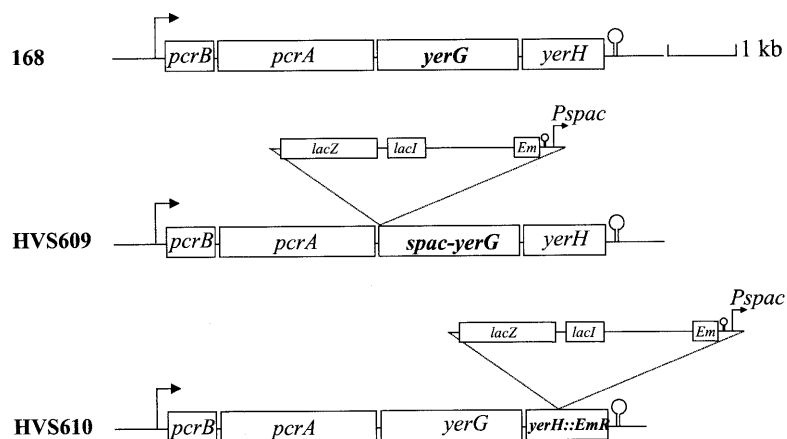 168 pcrB pcrA yerG yerH 1 kb
Pspac
lacZ lacI Em
HVS609 pcrB pcrA spac-yerG yerH
Pspac
lacZ lacI Em
HVS610 pcrB pcrA yerG yerH::EmR